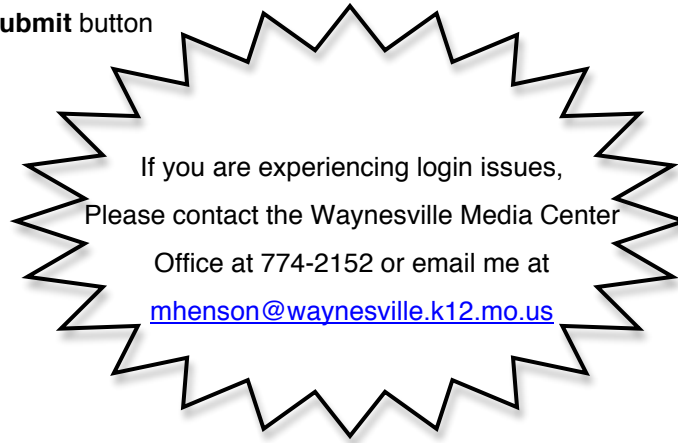 ubmit button
If you are experiencing login issues,
Please contact the Waynesville Media Center
Office at 774-2152 or email me at
mhenson@waynesville.k12.mo.us